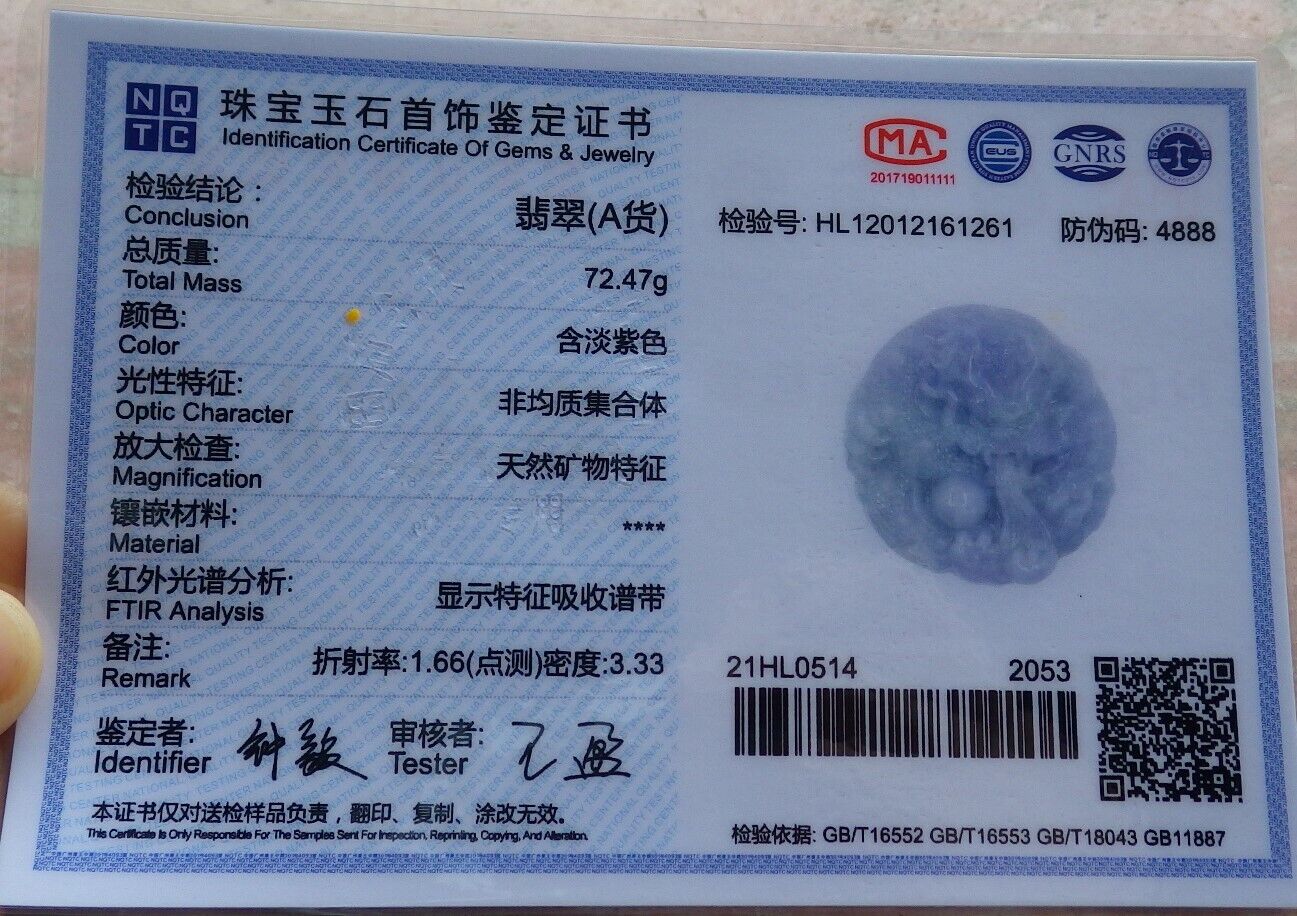 NQTC
珠宝玉石首饰鉴定证书
Identification Certificate Of Gems & Jewelry
检验结论：
Conclusion
翡翠(A货)
总质量:
Total Mass
72.47g
颜色:
Color
含淡紫色
光性特征:
Optic Character
非均质集合体
放大检查:
Magnification
天然矿物特征
镶嵌材料:
Material
****
红外光谱分析:
FTIR Analysis
显示特征吸收谱带
备注:
Remark
折射率:1.66(点测)密度:3.33
鉴定者:
Identifier
审核者:
Tester
本证书仅对送检样品负责，翻印、复制、涂改无效。
This Certificate Is Only Responsible For The Samples Sent For Inspection. Reprinting, Copying, And Alteration.
MA
201719011111
EUS
GNRS
检验号: HL12012161261
防伪码: 4888
21HL0514
2053
检验依据: GB/T16552 GB/T16553 GB/T18043 GB11887